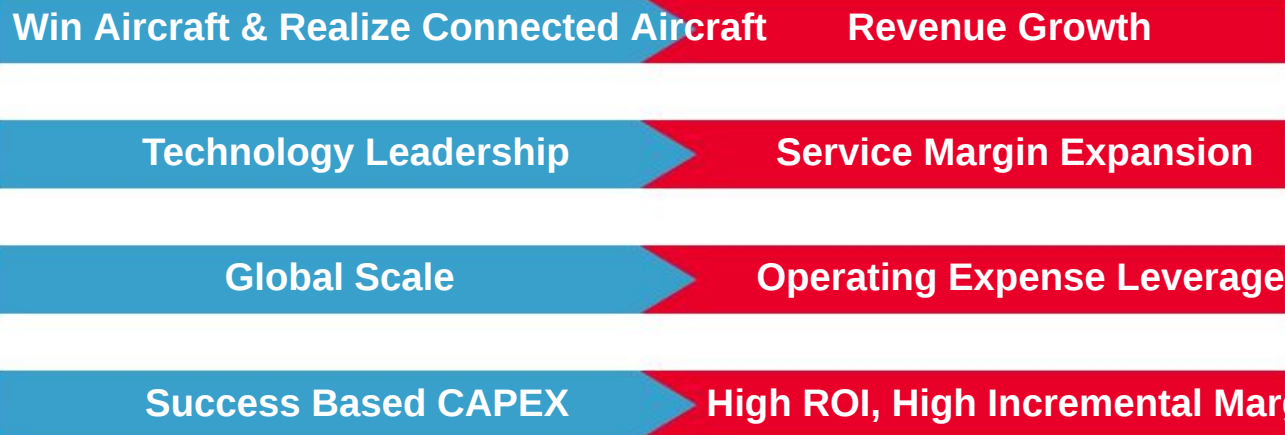 Win Aircraft & Realize Connected Aircraft
Revenue Growth
Technology Leadership
Service Margin Expansion
Global Scale
Operating Expense Leverage
Success Based CAPEX
High ROI, High Incremental